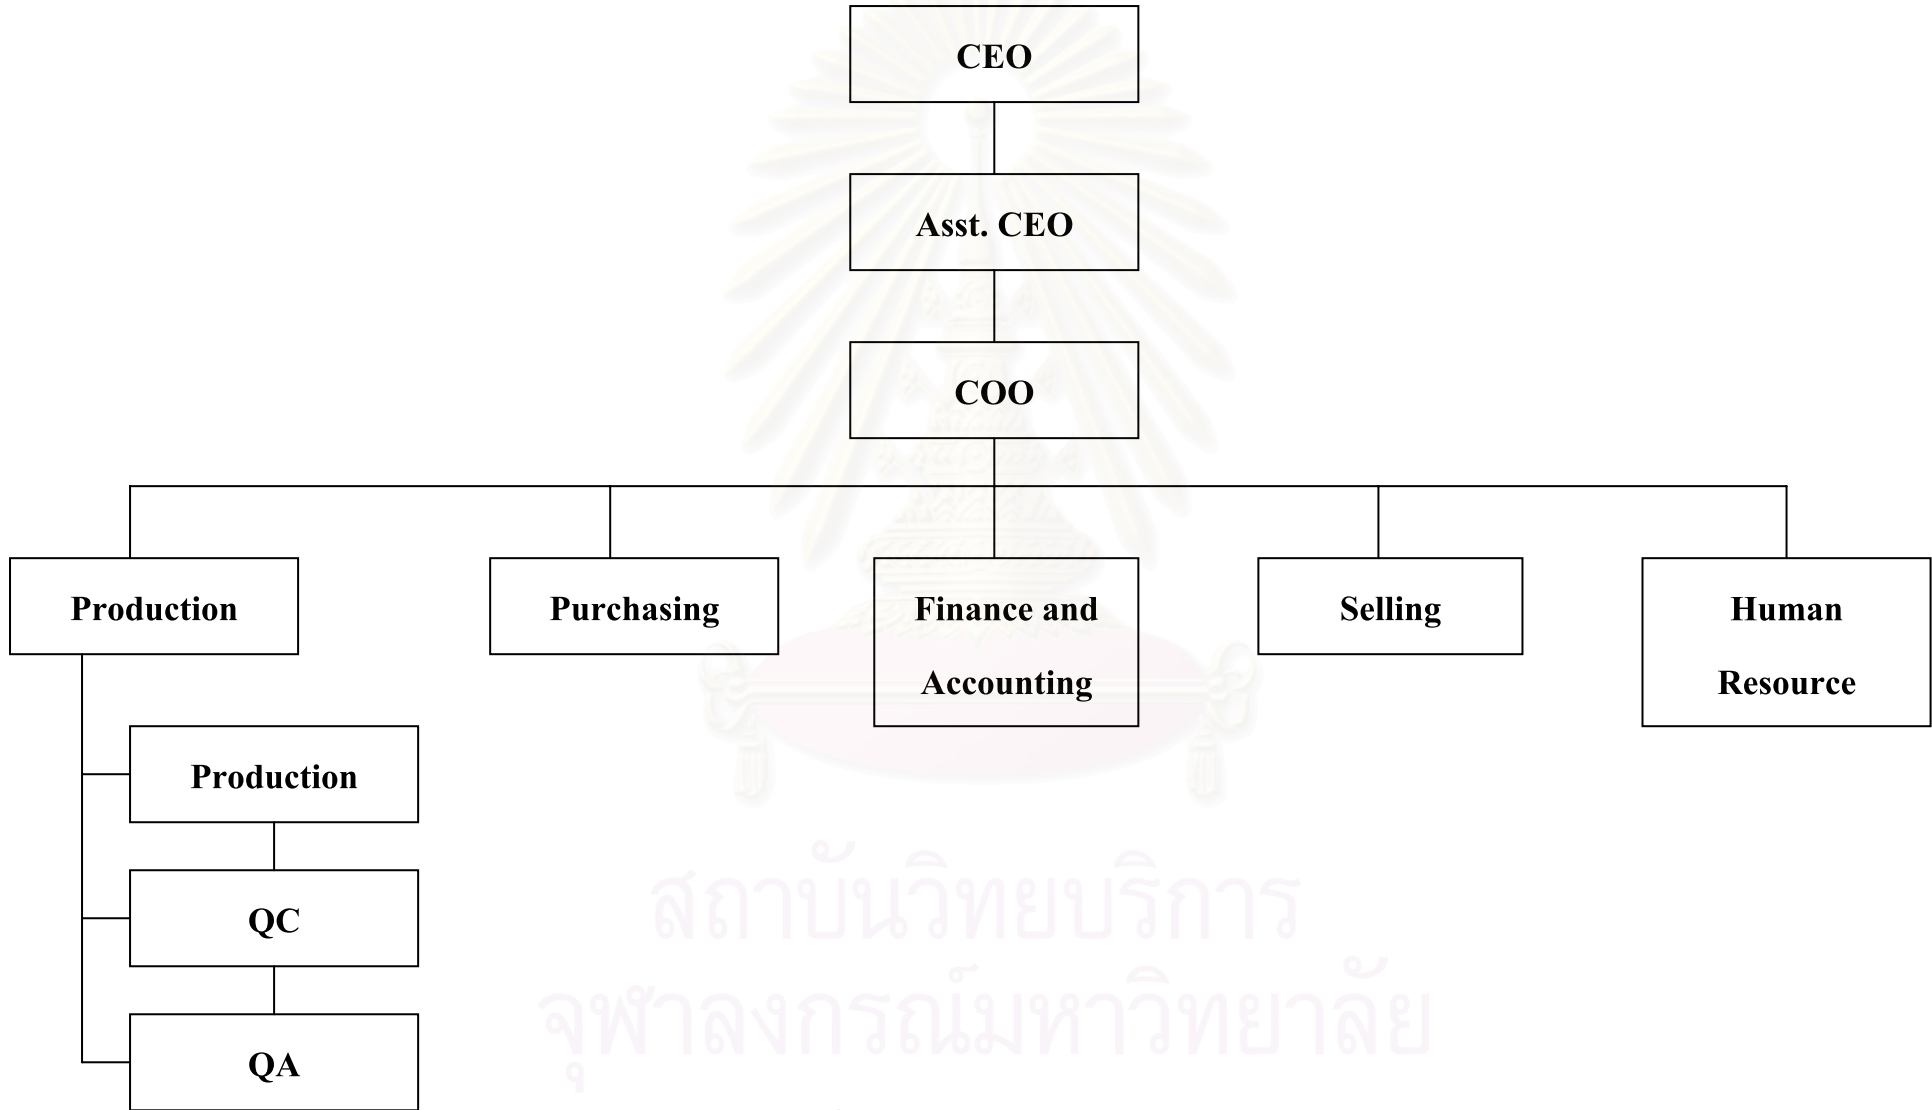 CEO
Asst. CEO
COO
Production
Purchasing
Finance and
Accounting
Selling
Human
Resource
Production
QC
QA
สถาบันวิทยบริการ
จุฬาลงกรณ์มหาวิทยาลัย